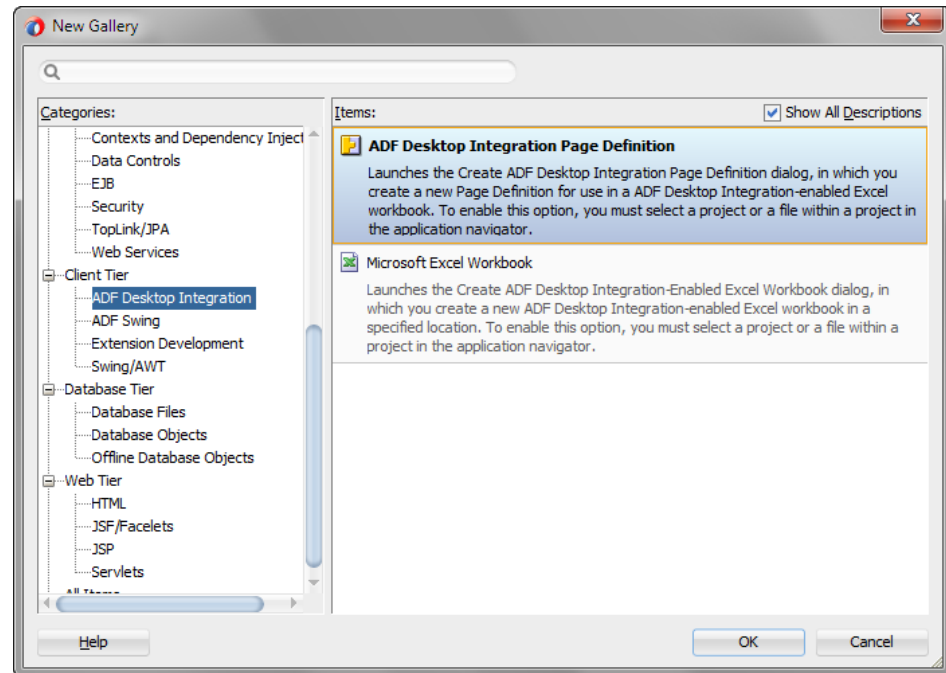 New Gallery
Categories:
Contexts and Dependency Inject
Data Controls
EJB
Security
TopLink/JPA
Web Services
Client Tier
ADF Desktop Integration
ADF Swing
Extension Development
Swing/AWT
Database Tier
Database Files
Database Objects
Offline Database Objects
Web Tier
HTML
JSF/Facelets
JSP
Servlets
All Items
Items:
Show All Descriptions
ADF Desktop Integration Page Definition
Launches the Create ADF Desktop Integration Page Definition dialog, in which you
create a new Page Definition for use in a ADF Desktop Integration-enabled Excel
workbook. To enable this option, you must select a project or a file within a project in
the application navigator.
Microsoft Excel Workbook
Launches the Create ADF Desktop Integration-Enabled Excel Workbook dialog, in
which you create a new ADF Desktop Integration-enabled Excel workbook in a
specified location. To enable this option, you must select a project or a file within a
project in the application navigator.
Help
OK
Cancel